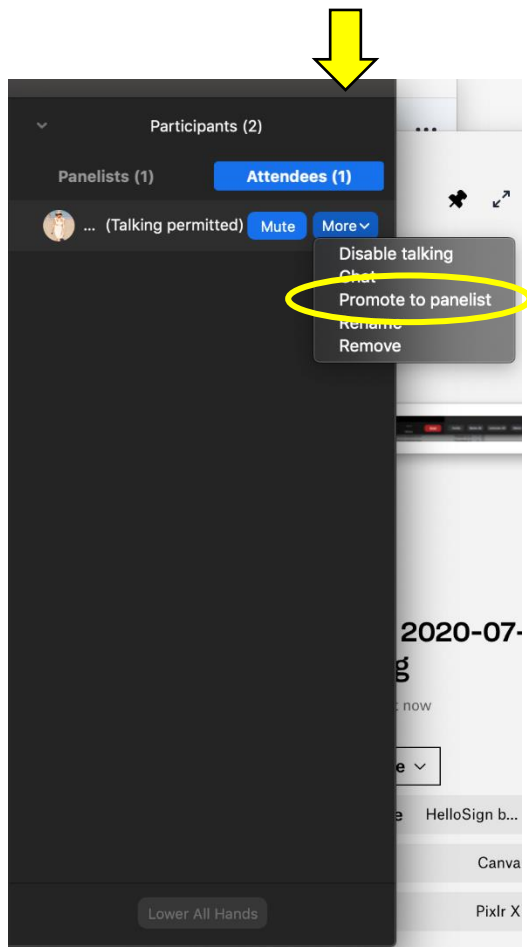 Participants (2)
Panelists (1) Attendees (1)
... (Talking permitted) Mute More
Disable talking
Chat
Promote to panelist
Rename
Remove
2020-07-
g
now
e
e HelloSign b...
Canva
Pixlr X
Lower All Hands